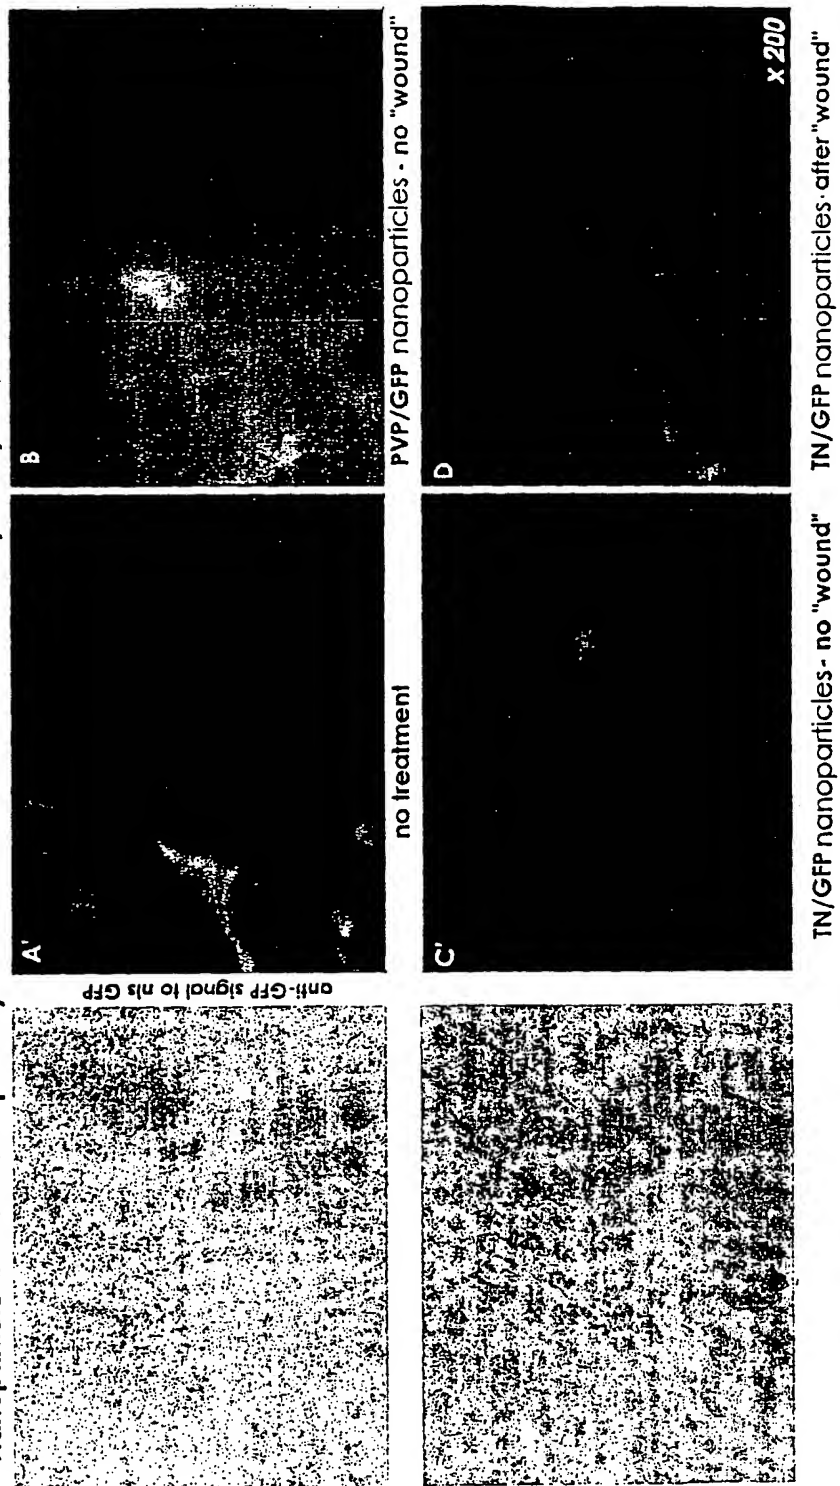 A'
no treatment
B
PVP/GFP nanoparticles - no "wound"
anti-GFP signal to nls GFP
C'
TN/GFP nanoparticles - no "wound"
D
x 200
TN/GFP nanoparticles - after "wound"